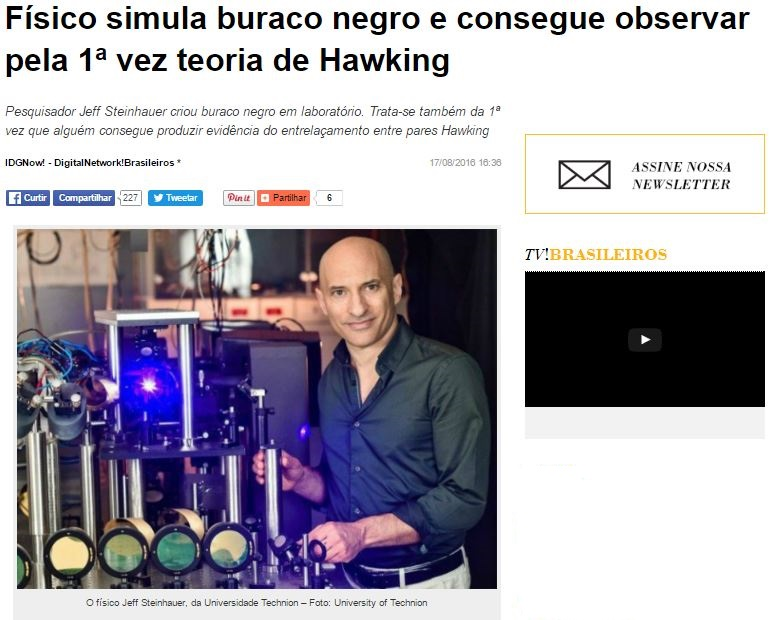 Físico simula buraco negro e consegue observar
pela 1ª vez teoria de Hawking
Pesquisador Jeff Steinhauer criou buraco negro em laboratório. Trata-se também da 1ª
vez que alguém consegue produzir evidência do entrelaçamento entre pares Hawking
IDGNow! - DigitalNetwork!Brasileiros *
17/08/2016 16:36
Curtir
Compartilhar
227
Tweetar
Pin it
Partilhar
6
ASSINE NOSSA
NEWSLETTER
TV!BRASILEIROS
O físico Jeff Steinhauer, da Universidade Technion – Foto: University of Technion